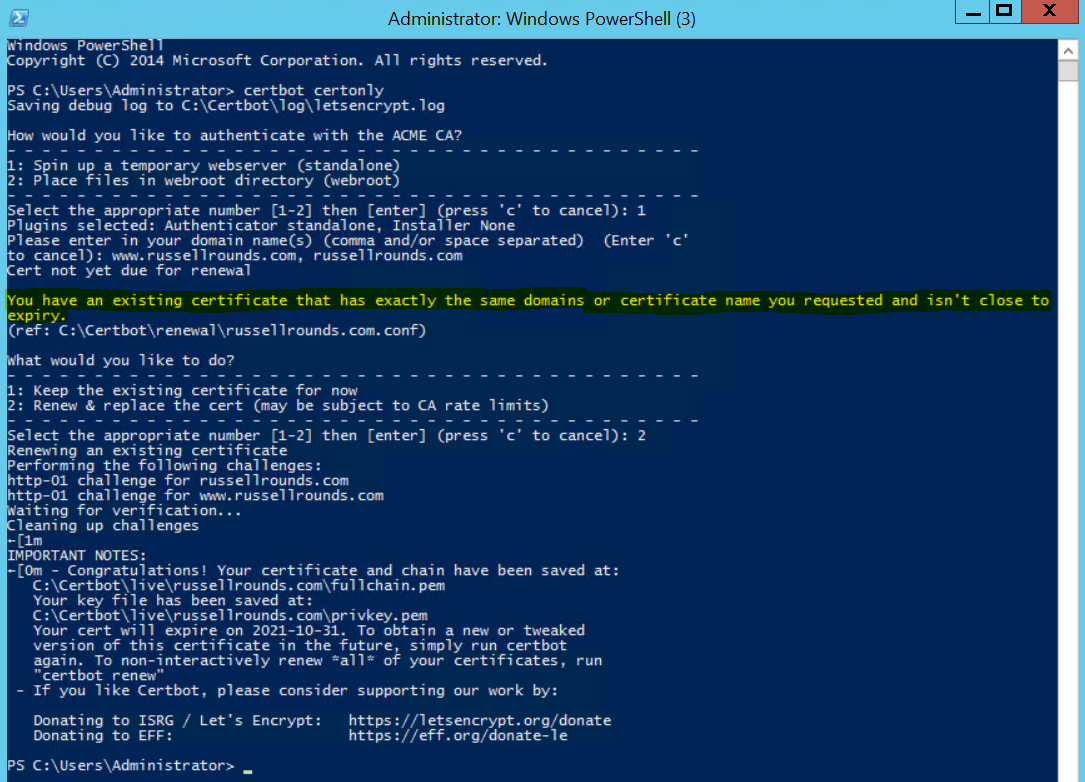 Administrator: Windows PowerShell (3)
Windows PowerShell
Copyright (C) 2014 Microsoft Corporation. All rights reserved.
PS C:\Users\Administrator> certbot certonly
Saving debug log to C:\Certbot\log\letsencrypt.log
How would you like to authenticate with the ACME CA?
- - - - - - - - - - - - - - - - - - - - - - - - - - - - - - - - - - - - - - - -
1: Spin up a temporary webserver (standalone)
2: Place files in webroot directory (webroot)
- - - - - - - - - - - - - - - - - - - - - - - - - - - - - - - - - - - - - - - -
Select the appropriate number [1-2] then [enter] (press 'c' to cancel): 1
Plugins selected: Authenticator standalone, Installer None
Please enter in your domain name(s) (comma and/or space separated)  (Enter 'c'
to cancel): www.russellrounds.com, russellrounds.com
Cert not yet due for renewal
You have an existing certificate that has exactly the same domains or certificate name you requested and isn't close to
expiry.
(ref: C:\Certbot\renewal\russellrounds.com.conf)
What would you like to do?
- - - - - - - - - - - - - - - - - - - - - - - - - - - - - - - - - - - - - - - -
1: Keep the existing certificate for now
2: Renew & replace the cert (may be subject to CA rate limits)
- - - - - - - - - - - - - - - - - - - - - - - - - - - - - - - - - - - - - - - -
Select the appropriate number [1-2] then [enter] (press 'c' to cancel): 2
Renewing an existing certificate
Performing the following challenges:
http-01 challenge for russellrounds.com
http-01 challenge for www.russellrounds.com
Waiting for verification...
Cleaning up challenges
←[1m
IMPORTANT NOTES:
←[0m - Congratulations! Your certificate and chain have been saved at:
C:\Certbot\live\russellrounds.com\fullchain.pem
Your key file has been saved at:
C:\Certbot\live\russellrounds.com\privkey.pem
Your cert will expire on 2021-10-31. To obtain a new or tweaked
version of this certificate in the future, simply run certbot
again. To non-interactively renew *all* of your certificates, run
"certbot renew"
- If you like Certbot, please consider supporting our work by:
Donating to ISRG / Let's Encrypt:   https://letsencrypt.org/donate
Donating to EFF:                    https://eff.org/donate-le
PS C:\Users\Administrator> _